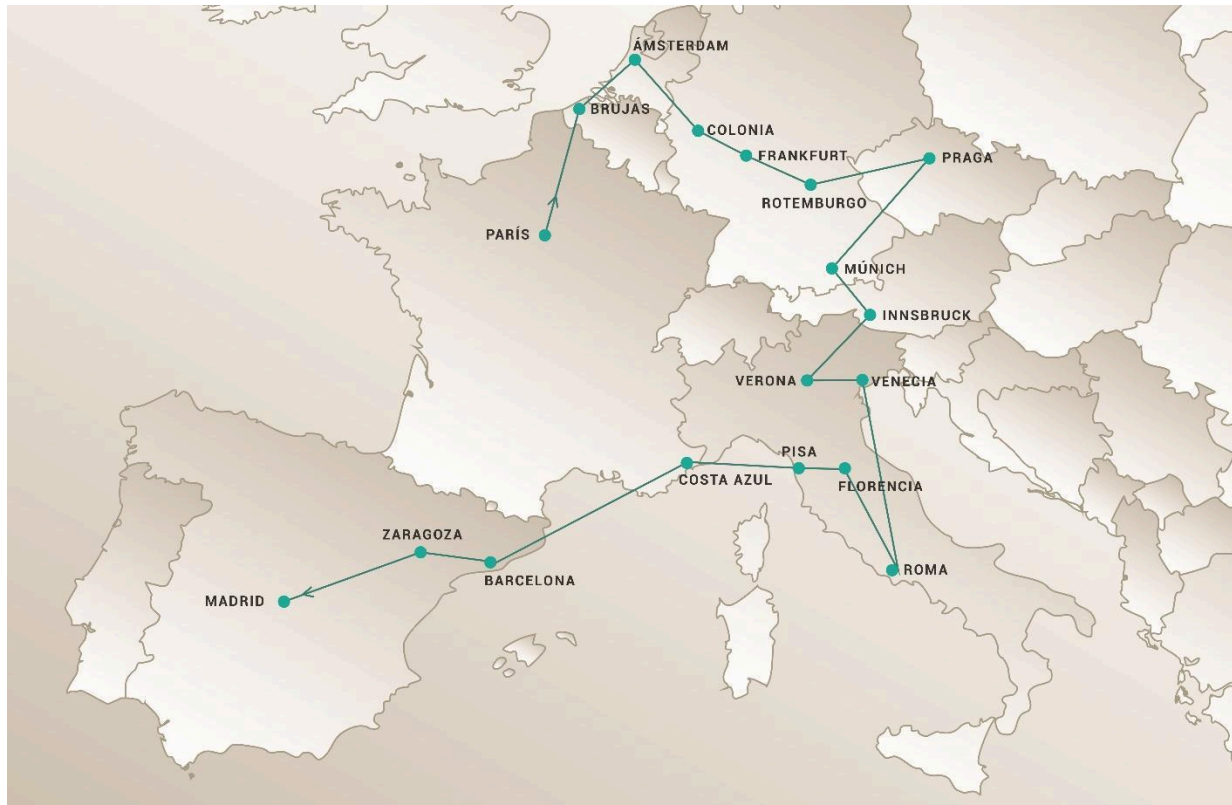 ÁMSTERDAM
BRUJAS
COLONIA
FRANKFURT
PRAGA
ROTEMBURGO
PARÍS
MÚNICH
INNSBRUCK
VERONA
VENECIA
PISA
COSTA AZUL
FLORENCIA
ZARAGOZA
BARCELONA
ROMA
MADRID